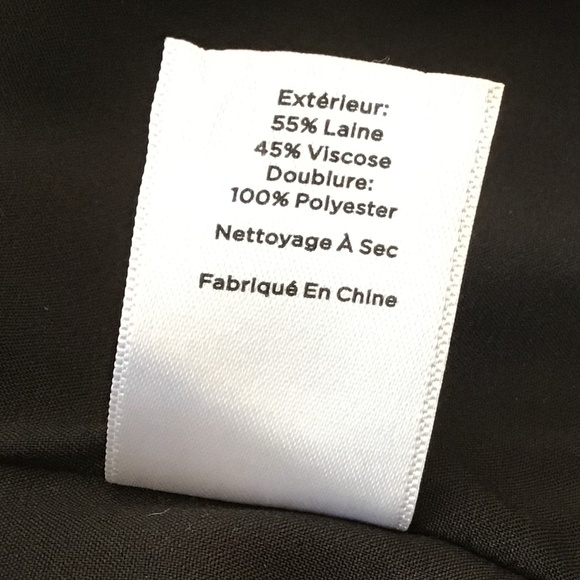 Extérieur:
55% Laine
45% Viscose
Doublure:
100% Polyester
Nettoyage À Sec
Fabriqué En Chine